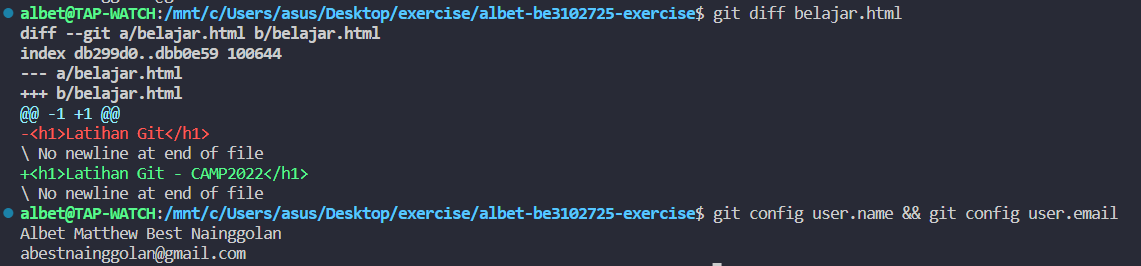 albet@TAP-WATCH:/mnt/c/Users/asus/Desktop/exercise/albet-be3102725-exercise$ git diff belajar.html
diff --git a/belajar.html b/belajar.html
index db299d0..dbb0e59 100644
--- a/belajar.html
+++ b/belajar.html
@@ -1 +1 @@
-<h1>Latihan Git</h1>
\ No newline at end of file
+<h1>Latihan Git - CAMP2022</h1>
\ No newline at end of file
albet@TAP-WATCH:/mnt/c/Users/asus/Desktop/exercise/albet-be3102725-exercise$ git config user.name && git config user.email
Albet Matthew Best Nainggolan
abestnainggolan@gmail.com